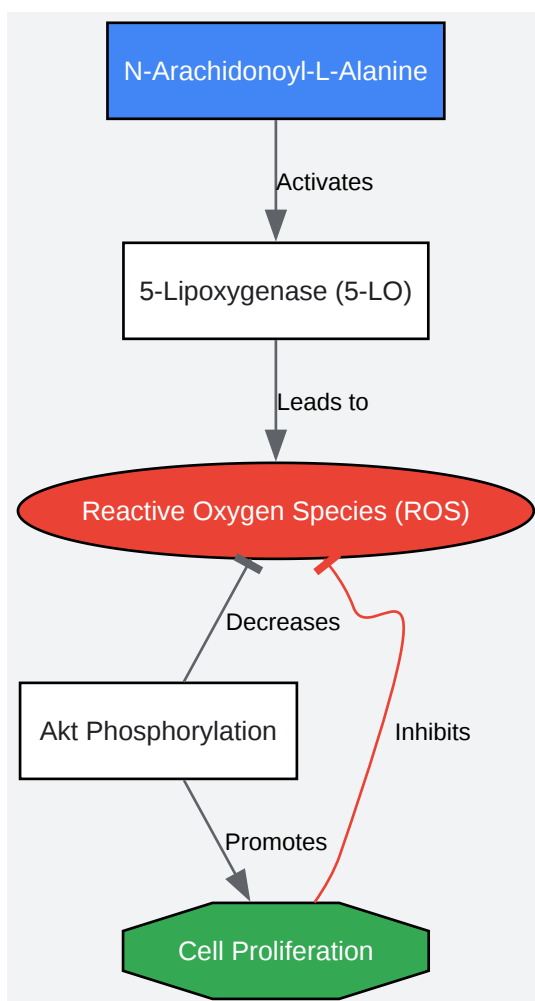 N-Arachidonoyl-L-Alanine
Activates
5-Lipoxygenase (5-LO)
Leads to
Reactive Oxygen Species (ROS)
Decreases
Akt Phosphorylation
Inhibits
Promotes
Cell Proliferation